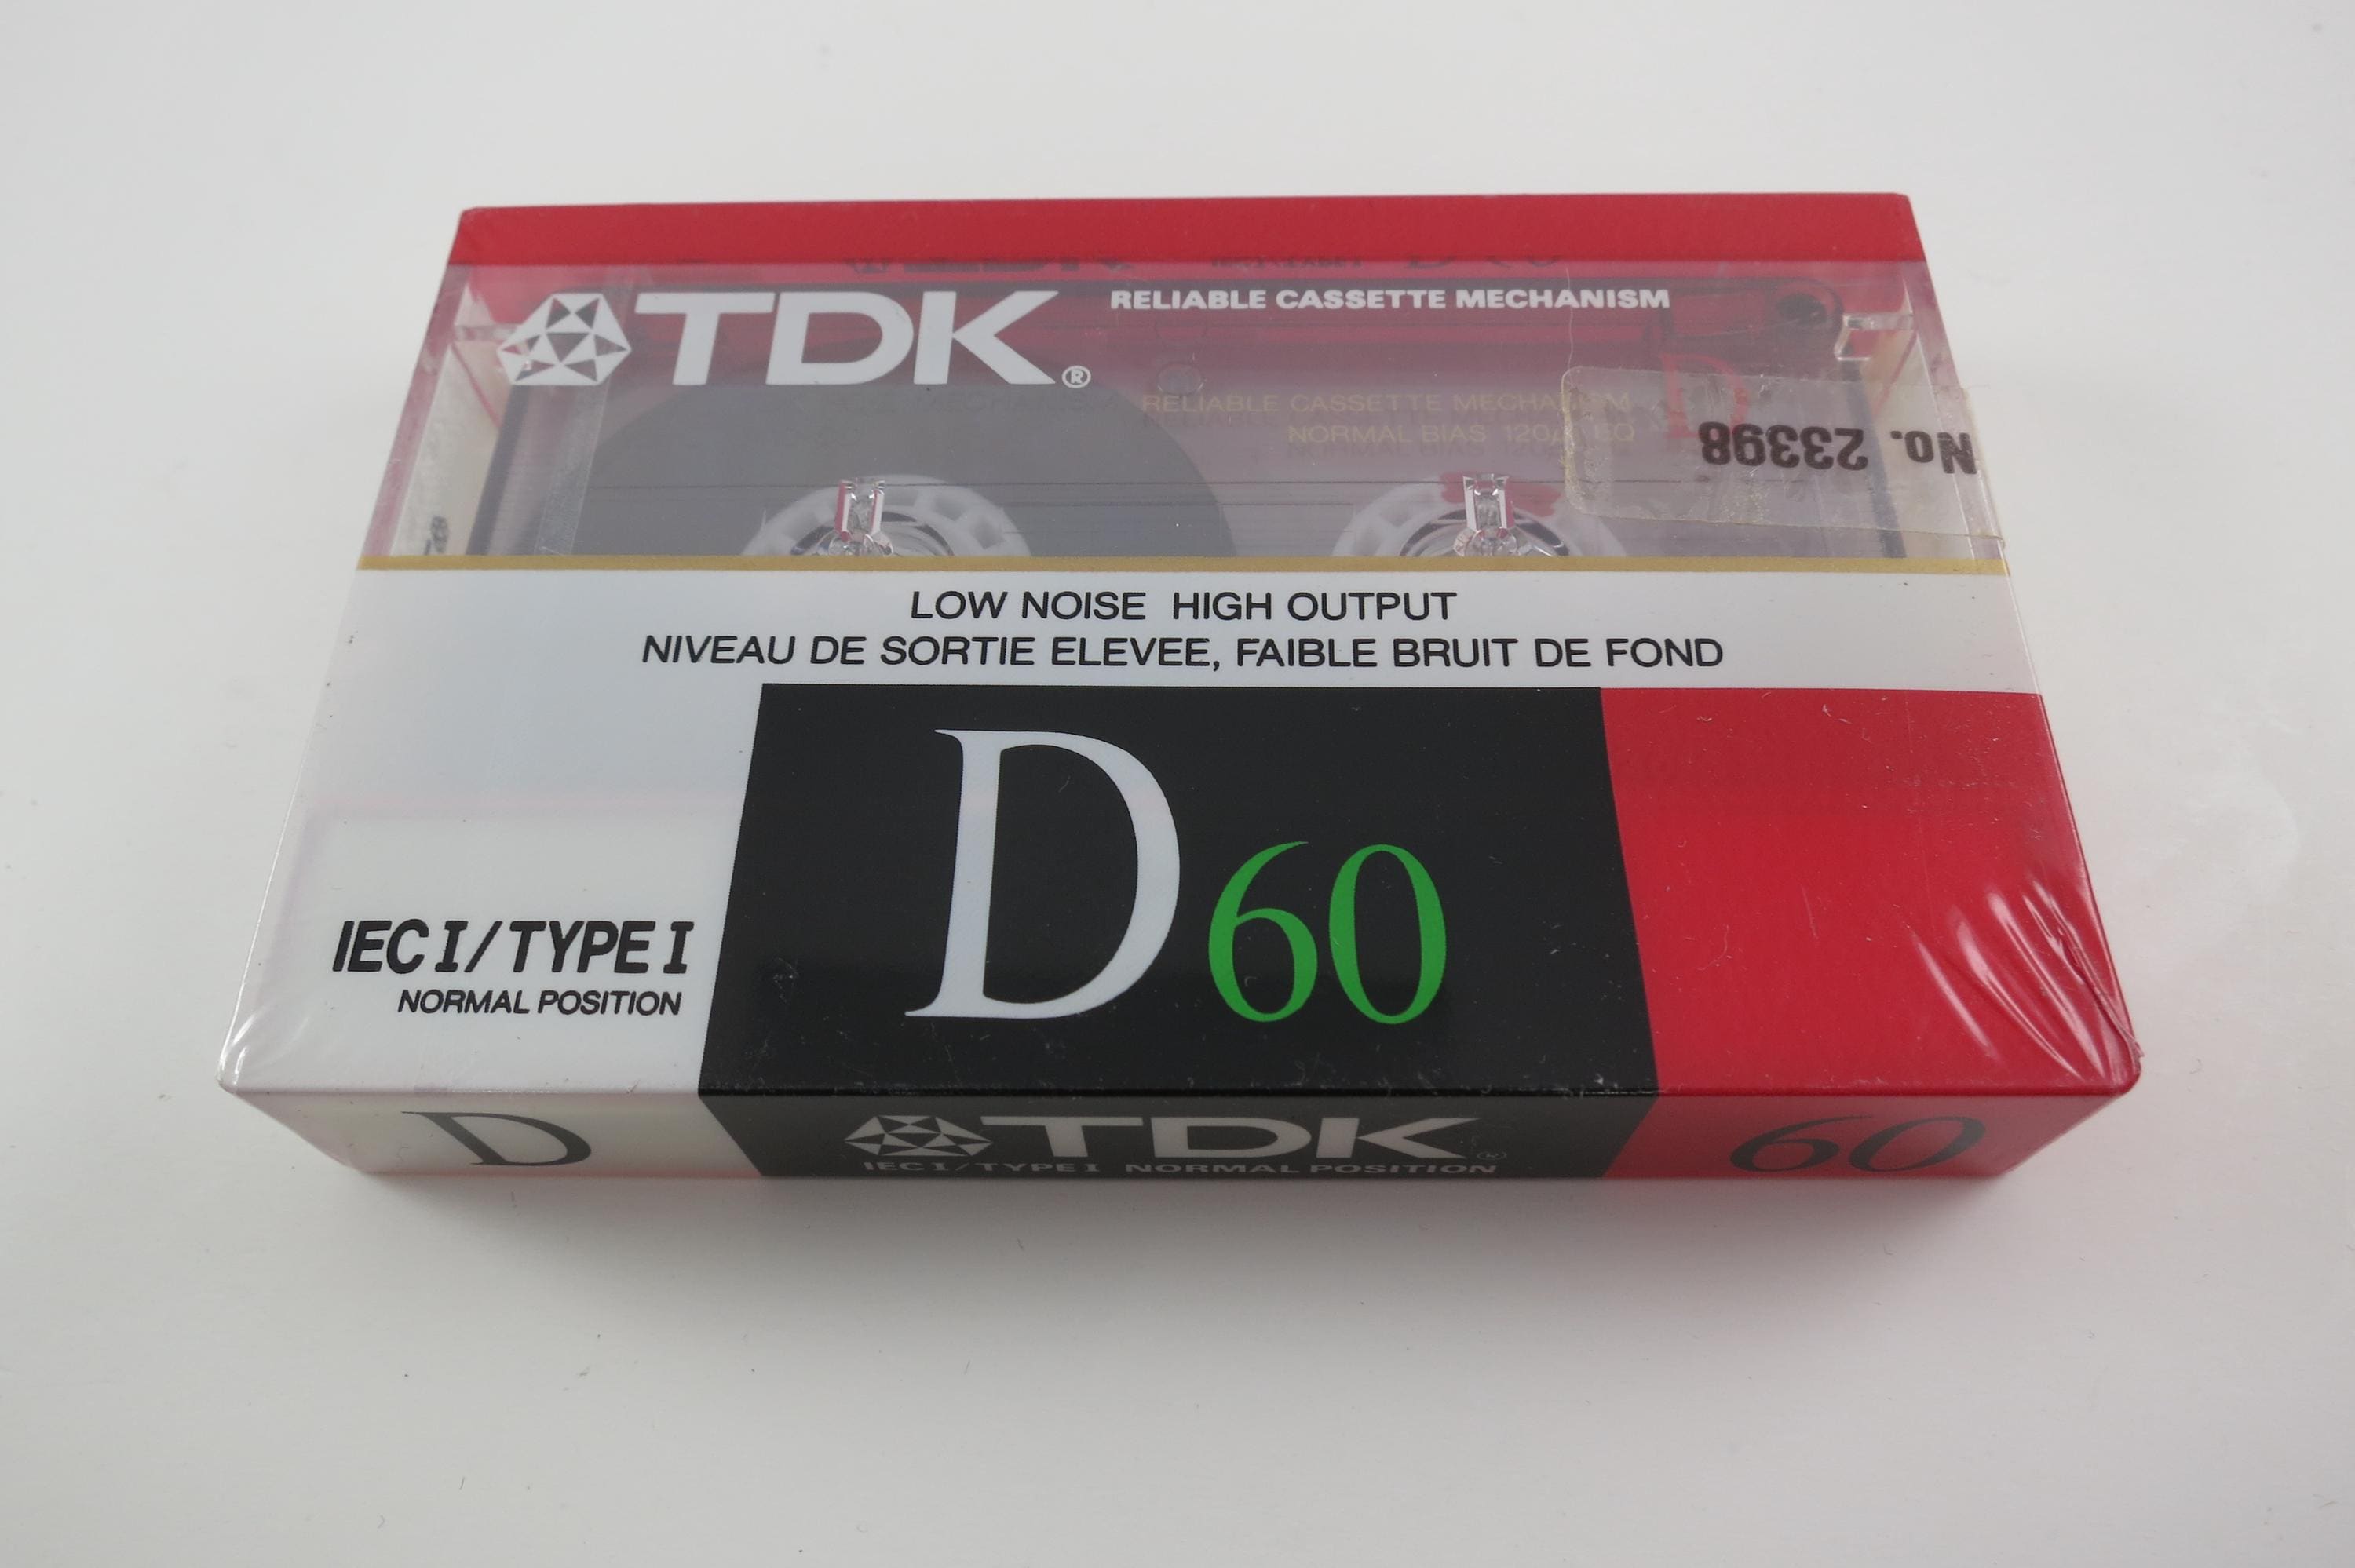 TDK®
RELIABLE CASSETTE MECHANISM
RELIABLE CASSETTE MECHANISM
NORMAL BIAS 120µs EQ
D
No. 23398
LOW NOISE HIGH OUTPUT
NIVEAU DE SORTIE ELEVEE, FAIBLE BRUIT DE FOND
D60
IEC I/TYPE I
NORMAL POSITION
D
TDK®
IEC I/TYPE I NORMAL POSITION
60